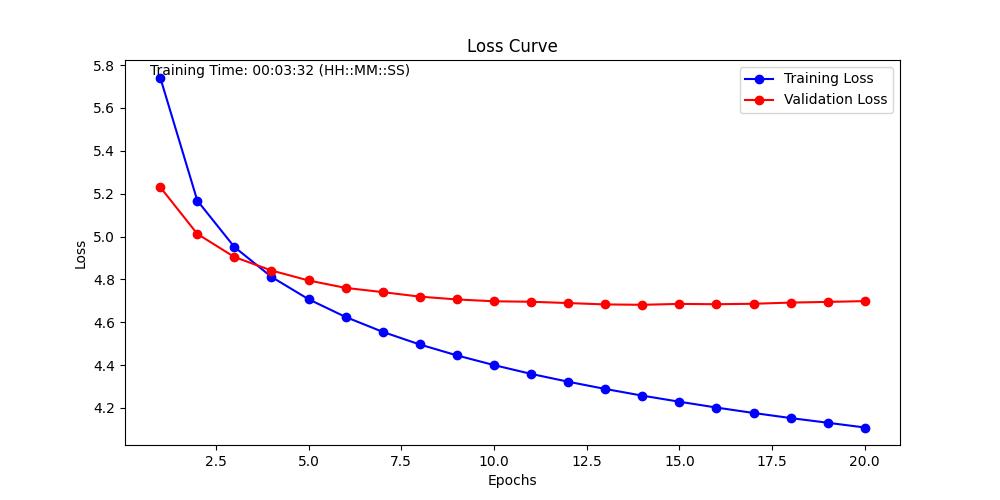 Loss Curve
Training Time: 00:03:32 (HH::MM::SS)
Training Loss
Validation Loss
5.8
5.6
5.4
5.2
5.0
4.8
4.6
4.4
4.2
Loss
2.5
5.0
7.5
10.0
12.5
15.0
17.5
20.0
Epochs